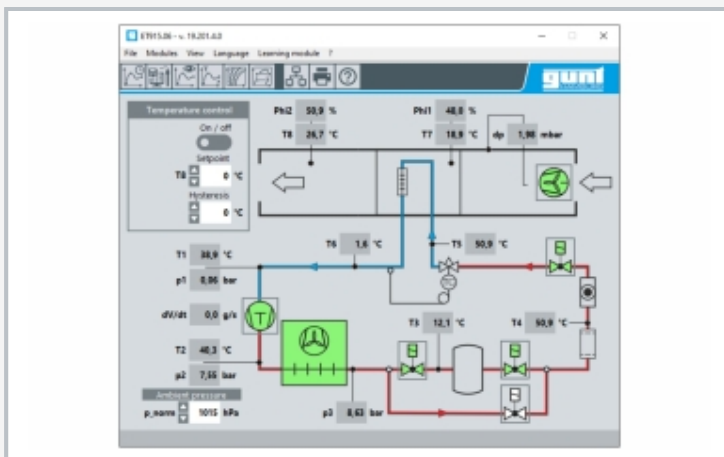 ET915.06 - v. 19.201.6.0
File Modules View Language Learning module ?
gunt
Temperature control
On / off
Setpoint
T8 0 °C
Hysteresis
0 °C
Phi2 50,9 %
Phi1 48,0 %
T8 26,7 °C
T7 18,9 °C
dp 1,98 mbar
T6 1,6 °C
T5 50,9 °C
T1 38,9 °C
p1 0,06 bar
dV/dt 0,0 g/s
T3 12,1 °C
T4 50,9 °C
T2 40,3 °C
p2 7,55 bar
Ambient pressure
p_norm 1015 hPa
p3 8,63 bar